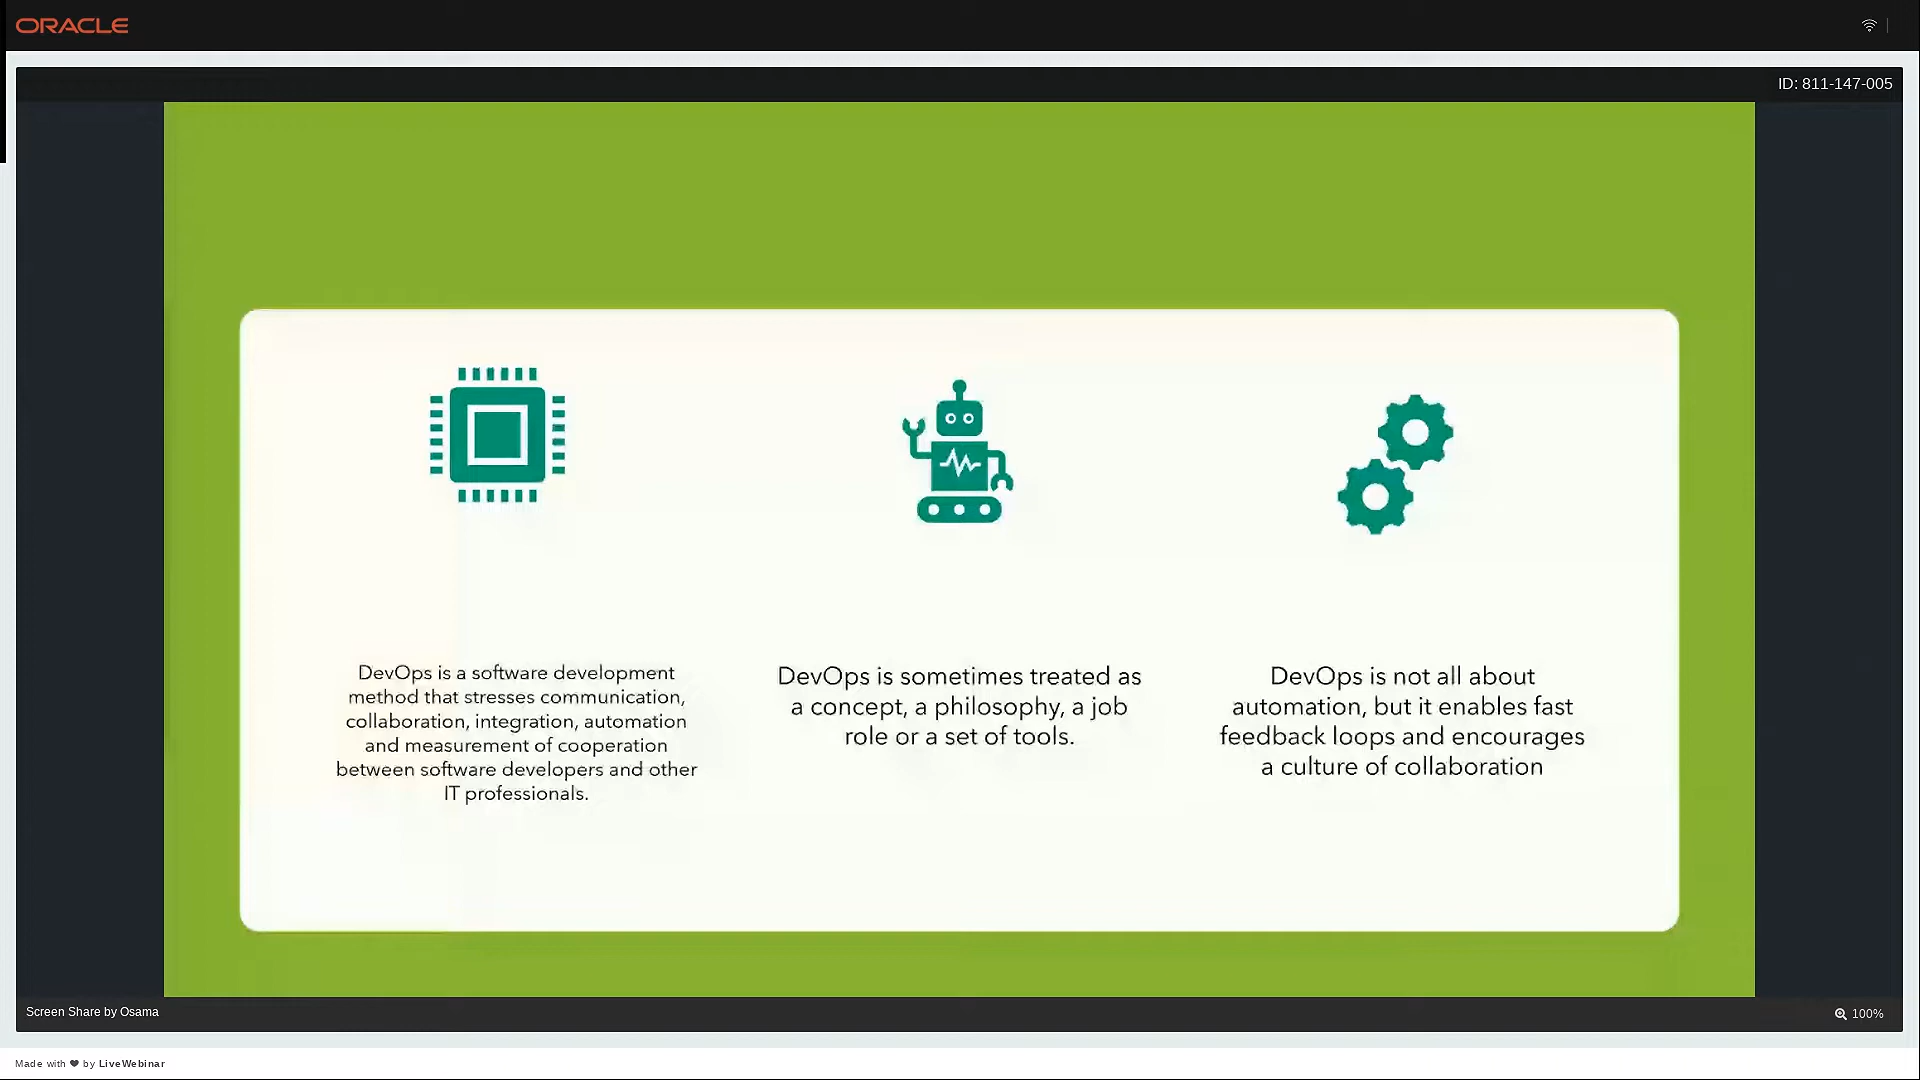 ORACLE
ID: 811-147-005
DevOps is a software development
method that stresses communication,
collaboration, integration, automation
and measurement of cooperation
between software developers and other
IT professionals.
DevOps is sometimes treated as
a concept, a philosophy, a job
role or a set of tools.
DevOps is not all about
automation, but it enables fast
feedback loops and encourages
a culture of collaboration
Screen Share by Osama
100%
Made with ❤ by LiveWebinar